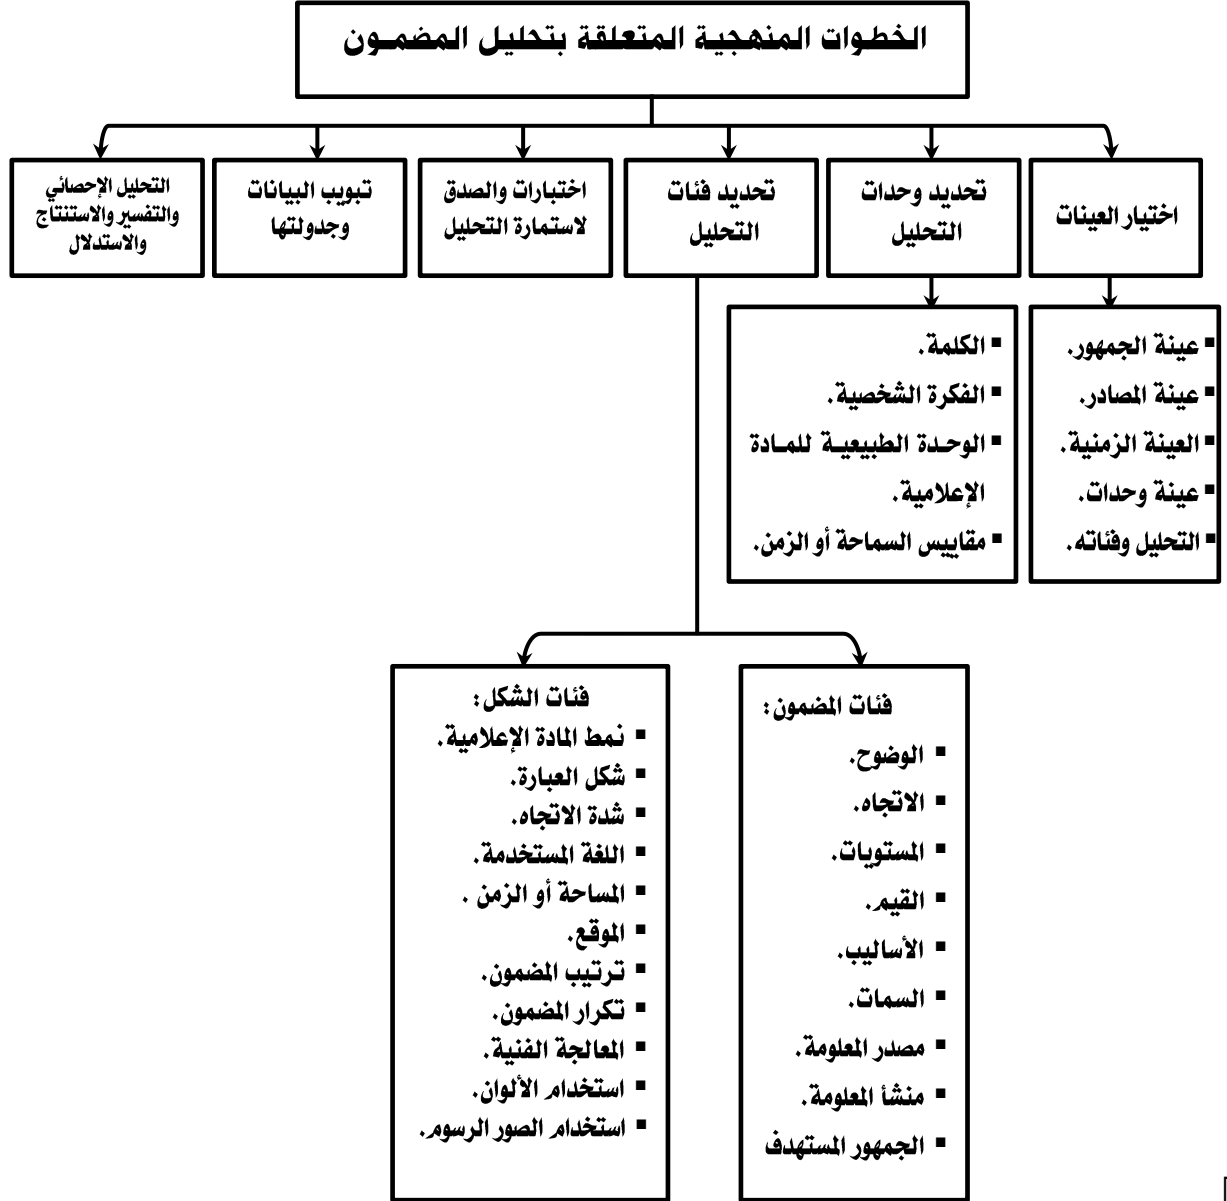 الخطوات المنهجية المتعلقة بتحليل المضمون
اختيار العينات
تحديد وحدات
التحليل
تحديد فئات
التحليل
اختبارات والصدق
لاستمارة التحليل
تبويب البيانات
وجدولتها
التحليل الإحصائي
والتفسير والاستنتاج
والاستدلال
▪ عينة الجمهور.
▪ عينة المصادر.
▪ العينة الزمنية.
▪ عينة وحدات.
▪ التحليل وفئاته.
▪ الكلمة.
▪ الفكرة الشخصية.
▪ الوحدة الطبيعية للمادة
الإعلامية.
▪ مقاييس السماحة أو الزمن.
فئات المضمون:
▪ الوضوح.
▪ الاتجاه.
▪ المستويات.
▪ القيم.
▪ الأساليب.
▪ السمات.
▪ مصدر المعلومة.
▪ منشأ المعلومة.
▪ الجمهور المستهدف
فئات الشكل:
▪ نمط المادة الإعلامية.
▪ شكل العبارة.
▪ شدة الاتجاه.
▪ اللغة المستخدمة.
▪ المساحة أو الزمن .
▪ الموقع.
▪ ترتيب المضمون.
▪ تكرار المضمون.
▪ المعالجة الفنية.
▪ استخدام الألوان.
▪ استخدام الصور الرسوم.